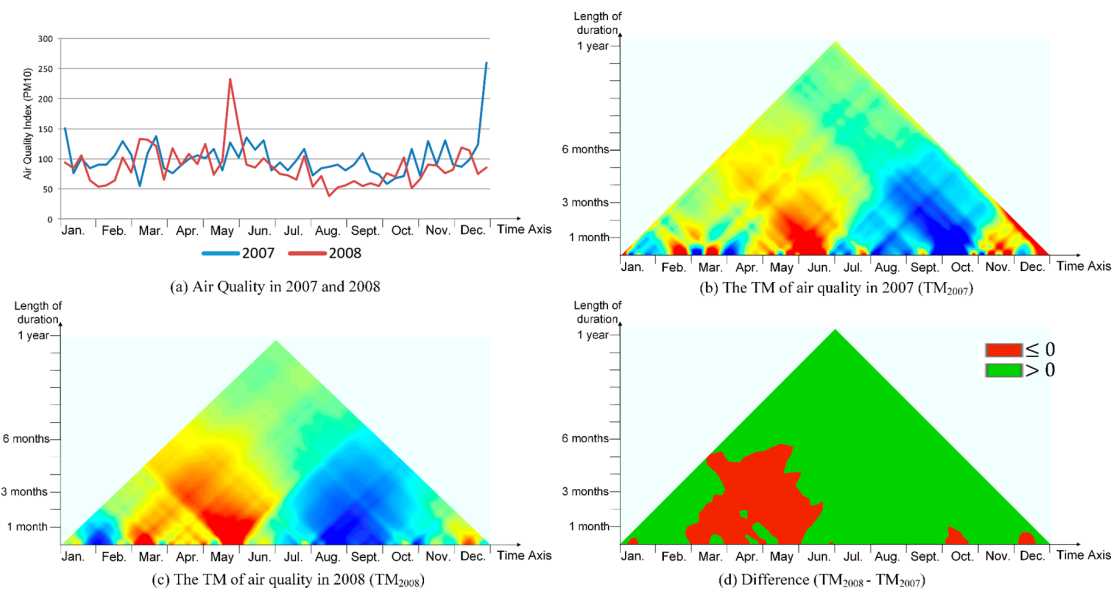 300
250
200
150
100
50
0
Air Quality Index (PM10)
Jan. Feb. Mar. Apr. May Jun. Jul. Aug. Sept. Oct. Nov. Dec. Time Axis
2007 2008
(a) Air Quality in 2007 and 2008
Length of
duration
1 year
6 months
3 months
1 month
Jan. Feb. Mar. Apr. May Jun. Jul. Aug. Sept. Oct. Nov. Dec. Time Axis
(b) The TM of air quality in 2007 (TM2007)
Length of
duration
1 year
6 months
3 months
1 month
Jan. Feb. Mar. Apr. May Jun. Jul. Aug. Sept. Oct. Nov. Dec. Time Axis
(c) The TM of air quality in 2008 (TM2008)
Length of
duration
1 year
6 months
3 months
1 month
≤ 0
> 0
Jan. Feb. Mar. Apr. May Jun. Jul. Aug. Sept. Oct. Nov. Dec. Time Axis
(d) Difference (TM2008 - TM2007)